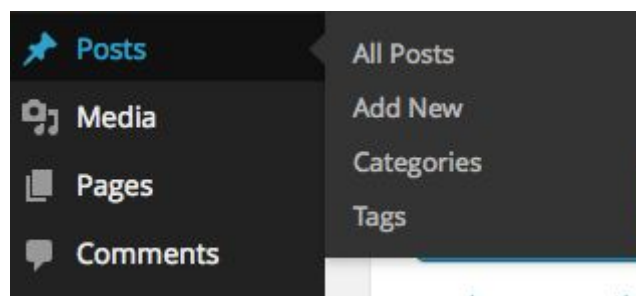 Posts
Media
Pages
Comments
All Posts
Add New
Categories
Tags